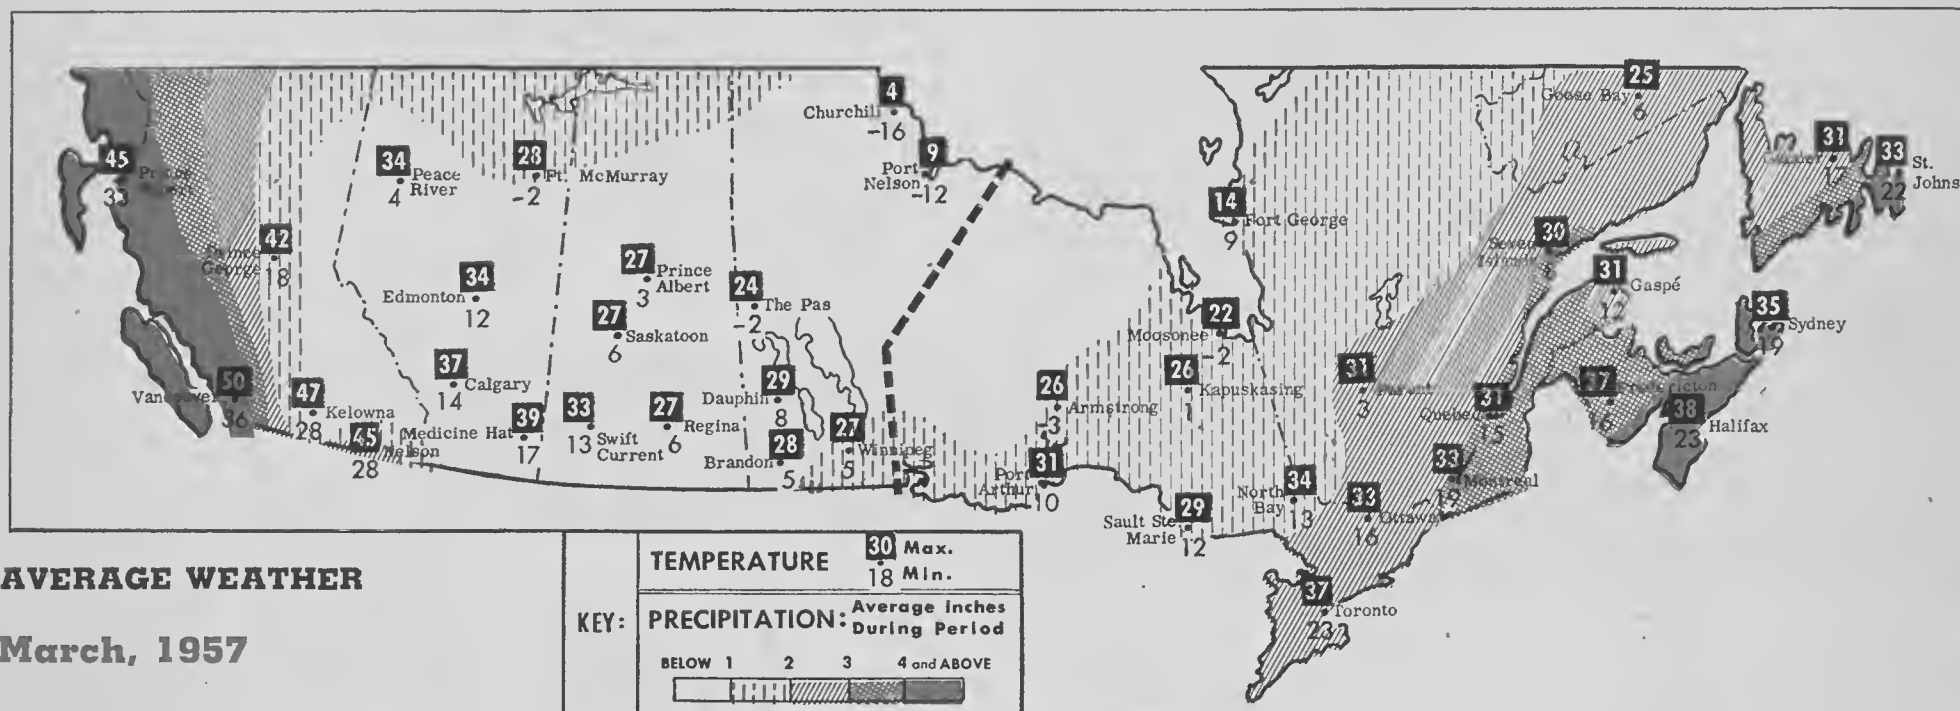 45
33
42
Prince
George
18
50
Vancouver
36
47
Kelowna
28
45
Nelson
28
34
Peace
River
4
28
Ft. McMurray
-2
34
Edmonton
12
37
Calgary
14
39
Medicine Hat
17
27
Prince
Albert
3
27
Saskatoon
6
33
13 Swift
Current
27
Regina
6
24
The Pas
-2
29
Dauphin
8
28
Brandon
5
27
Winnipeg
5
4
Churchill
-16
9
Port
Nelson
-12
26
Armstrong
-3
31
Port
Arthur
10
14
Fort George
9
22
Moosonee
-2
26
Kapuskasing
1
29
Sault Ste.
Marie
12
34
North
Bay
13
31
Parent
3
33
Ottawa
16
37
Toronto
23
33
Montreal
19
31
Quebec
15
30
Seven
Islands
25
Goose Bay
6
31
Gaspé
12
Fredericton
38
Halifax
23
35
Sydney
19
31
Gander
17
33
St.
Johns
22
AVERAGE WEATHER
March, 1957
KEY:
TEMPERATURE 30 Max.
18 Min.
PRECIPITATION: Average inches
During Period
BELOW 1 2 3 4 and ABOVE